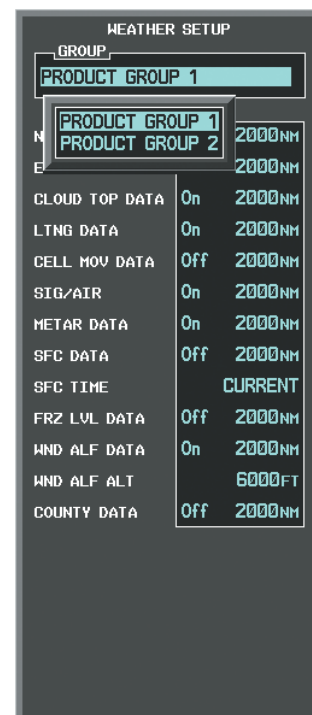 WEATHER SETUP
GROUP
PRODUCT GROUP 1
PRODUCT GROUP 1
PRODUCT GROUP 2
N 2000NM
E 2000NM
CLOUD TOP DATA On 2000NM
LTNG DATA On 2000NM
CELL MOV DATA Off 2000NM
SIG/AIR On 2000NM
METAR DATA On 2000NM
SFC DATA Off 2000NM
SFC TIME CURRENT
FRZ LVL DATA Off 2000NM
WND ALF DATA On 2000NM
WND ALF ALT 6000FT
COUNTY DATA Off 2000NM